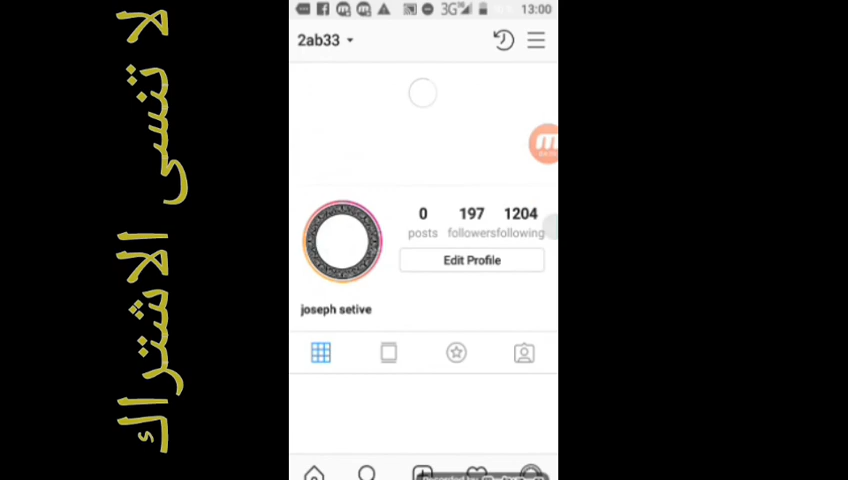 لا تنسى الاشتراك
3G 13:00
2ab33
0 197 1204
posts followers following
Edit Profile
joseph setive